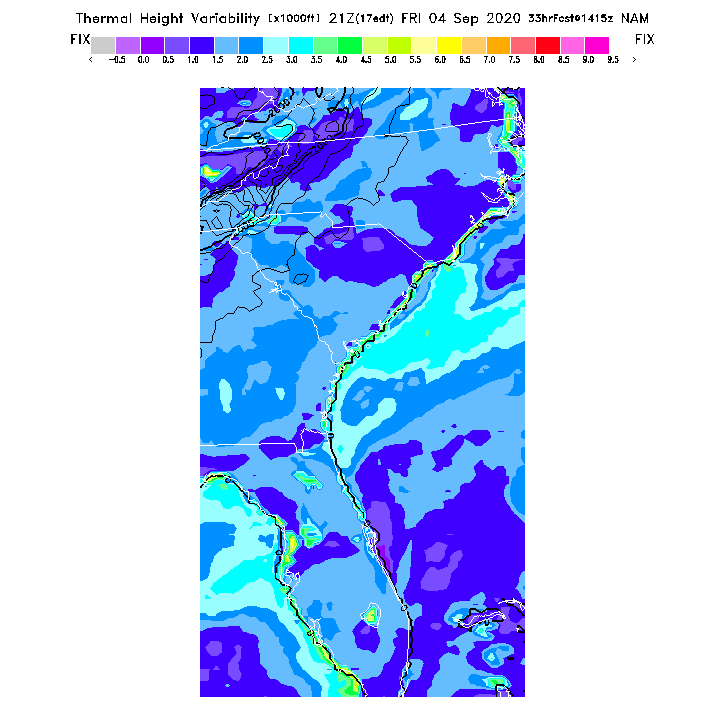 Thermal Height Variability [x1000ft] 21Z(17edt) FRI 04 Sep 2020 33hrFcst@1415z NAM
FIX FIX
< -0.5 0.0 0.5 1.0 1.5 2.0 2.5 3.0 3.5 4.0 4.5 5.0 5.5 6.0 6.5 7.0 7.5 8.0 8.5 9.0 9.5 >